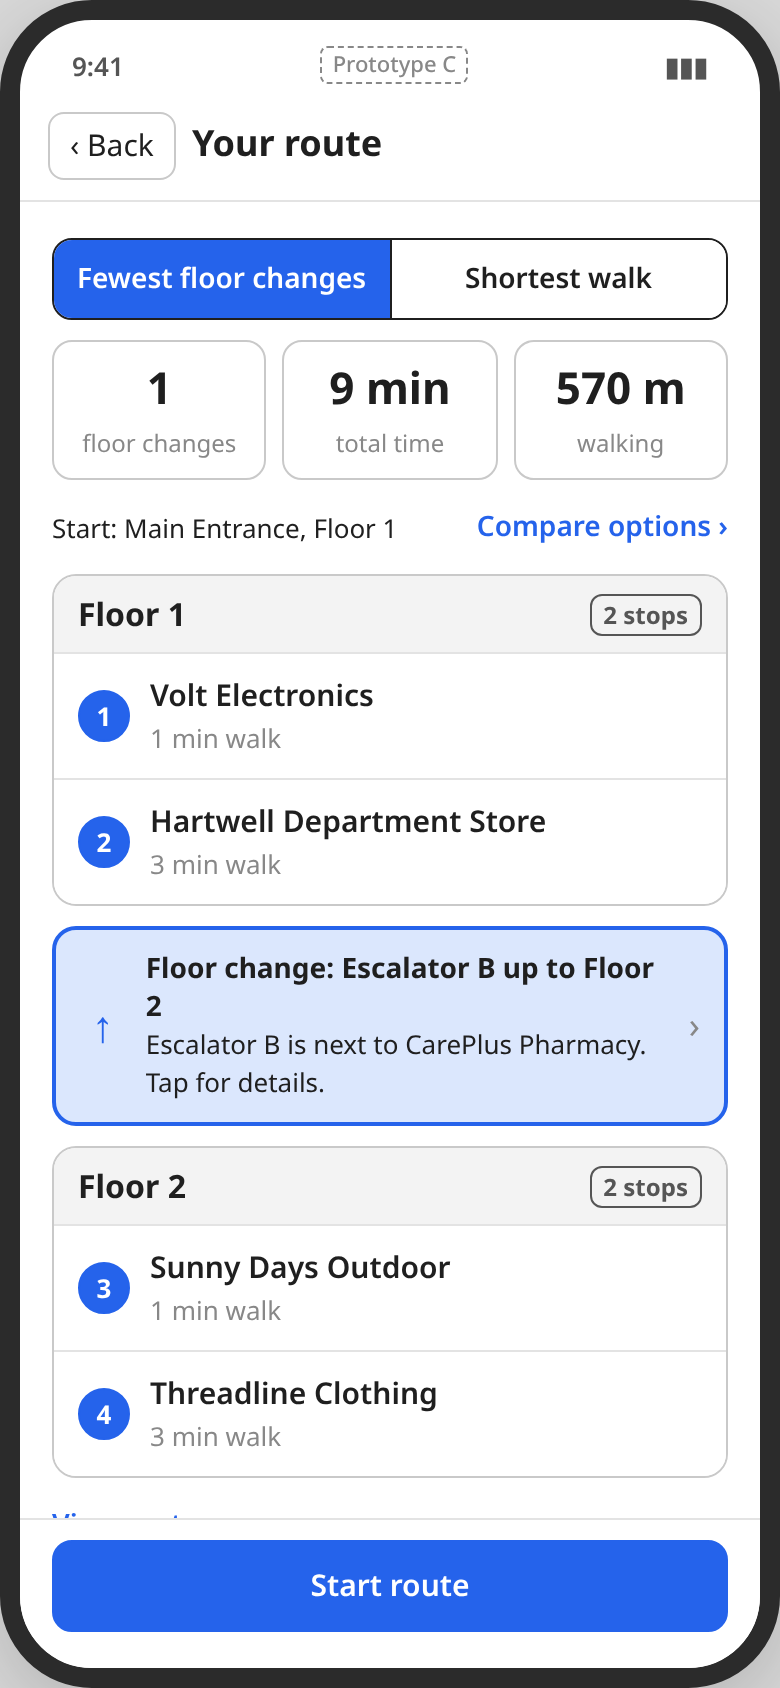 9:41
Prototype C
‹ Back
Your route
Fewest floor changes
Shortest walk
1
floor changes
9 min
total time
570 m
walking
Start: Main Entrance, Floor 1
Compare options ›
Floor 1
2 stops
1
Volt Electronics
1 min walk
2
Hartwell Department Store
3 min walk
↑
Floor change: Escalator B up to Floor
2
Escalator B is next to CarePlus Pharmacy.
Tap for details.
›
Floor 2
2 stops
3
Sunny Days Outdoor
1 min walk
4
Threadline Clothing
3 min walk
Start route